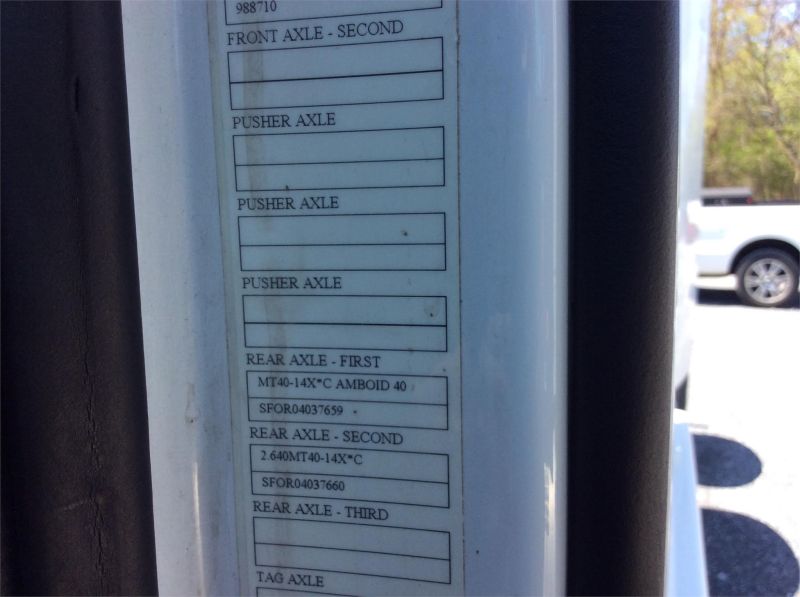 988710
FRONT AXLE - SECOND
PUSHER AXLE
PUSHER AXLE
PUSHER AXLE
REAR AXLE - FIRST
MT40-14X*C AMBOID 40
SFOR04037659
REAR AXLE - SECOND
2.640MT40-14X*C
SFOR04037660
REAR AXLE - THIRD
TAG AXLE